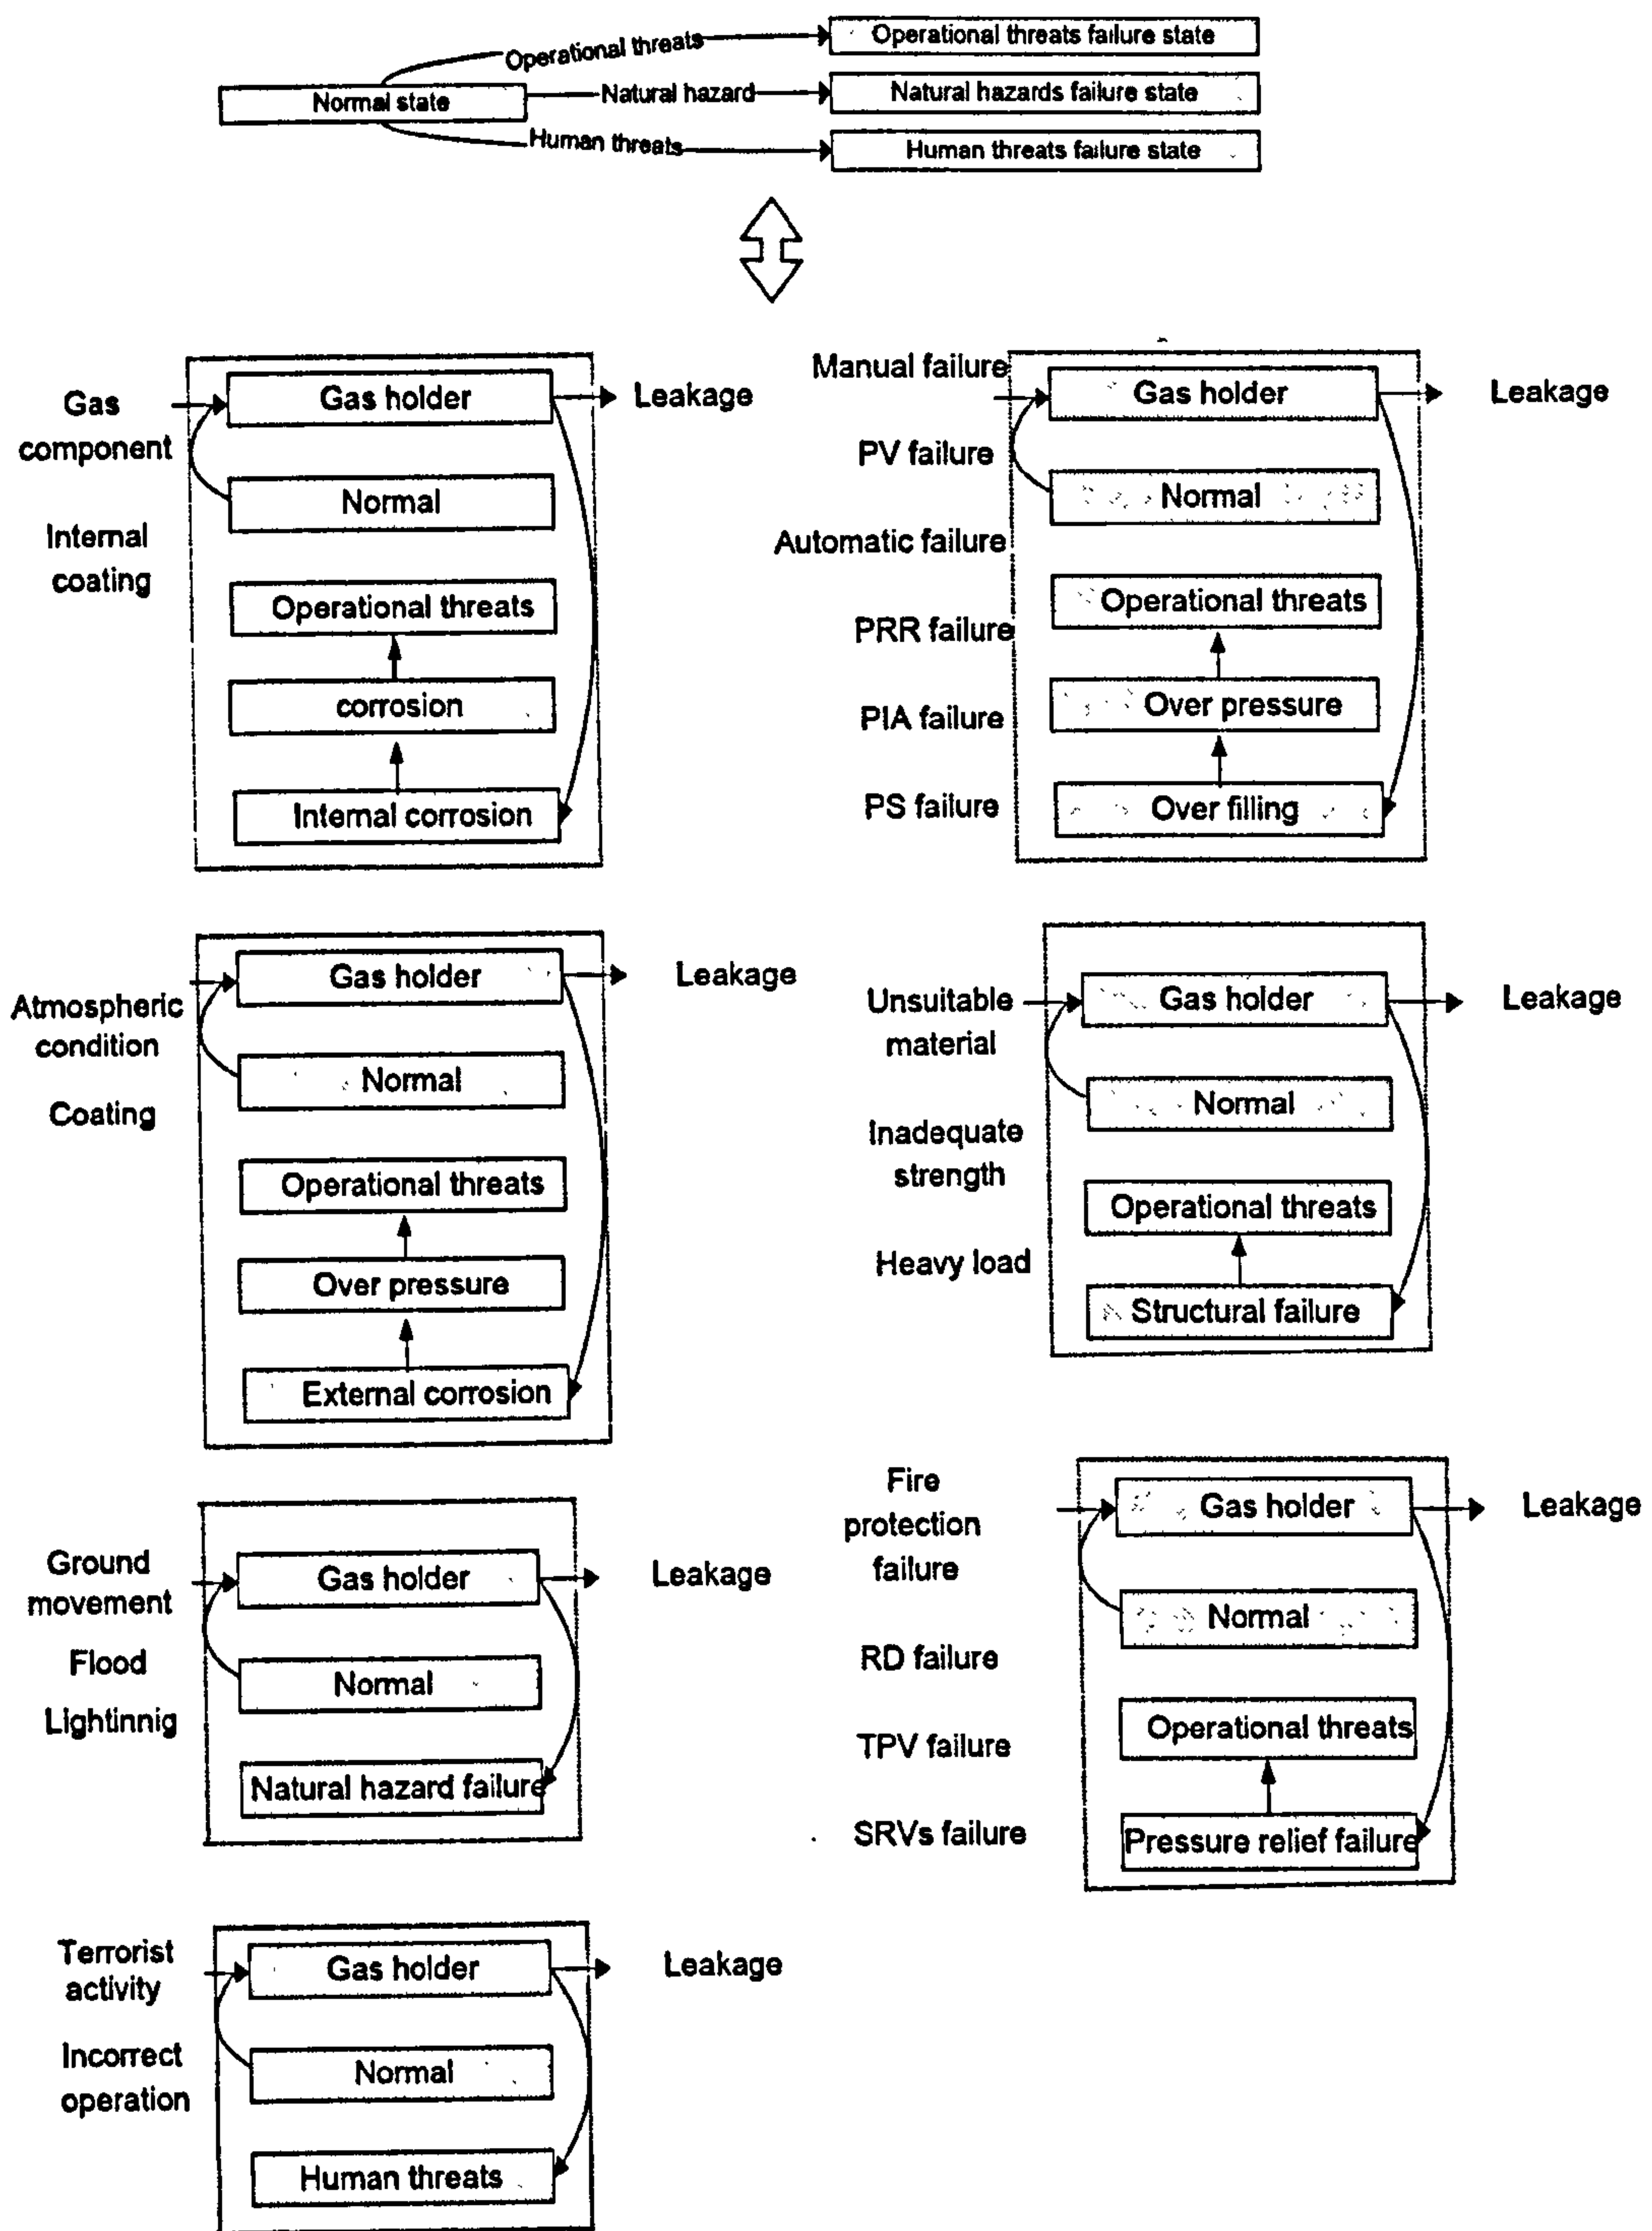 Operational threats
Operational threats failure state
Normal state
Natural hazard
Natural hazards failure state
Human threats
Human threats failure state
Gas
component
Internal
coating
Gas holder
Leakage
Normal
Operational threats
corrosion
Internal corrosion
Manual failure
PV failure
Automatic failure
PRR failure
PIA failure
PS failure
Gas holder
Leakage
Normal
Operational threats
Over pressure
Over filling
Atmospheric
condition
Coating
Gas holder
Leakage
Normal
Operational threats
Over pressure
External corrosion
Unsuitable
material
Inadequate
strength
Heavy load
Gas holder
Leakage
Normal
Operational threats
Structural failure
Ground
movement
Flood
Lightinnig
Gas holder
Leakage
Normal
Natural hazard failure
Fire
protection
failure
RD failure
TPV failure
SRVs failure
Gas holder
Leakage
Normal
Operational threats
Pressure relief failure
Terrorist
activity
Incorrect
operation
Gas holder
Leakage
Normal
Human threats